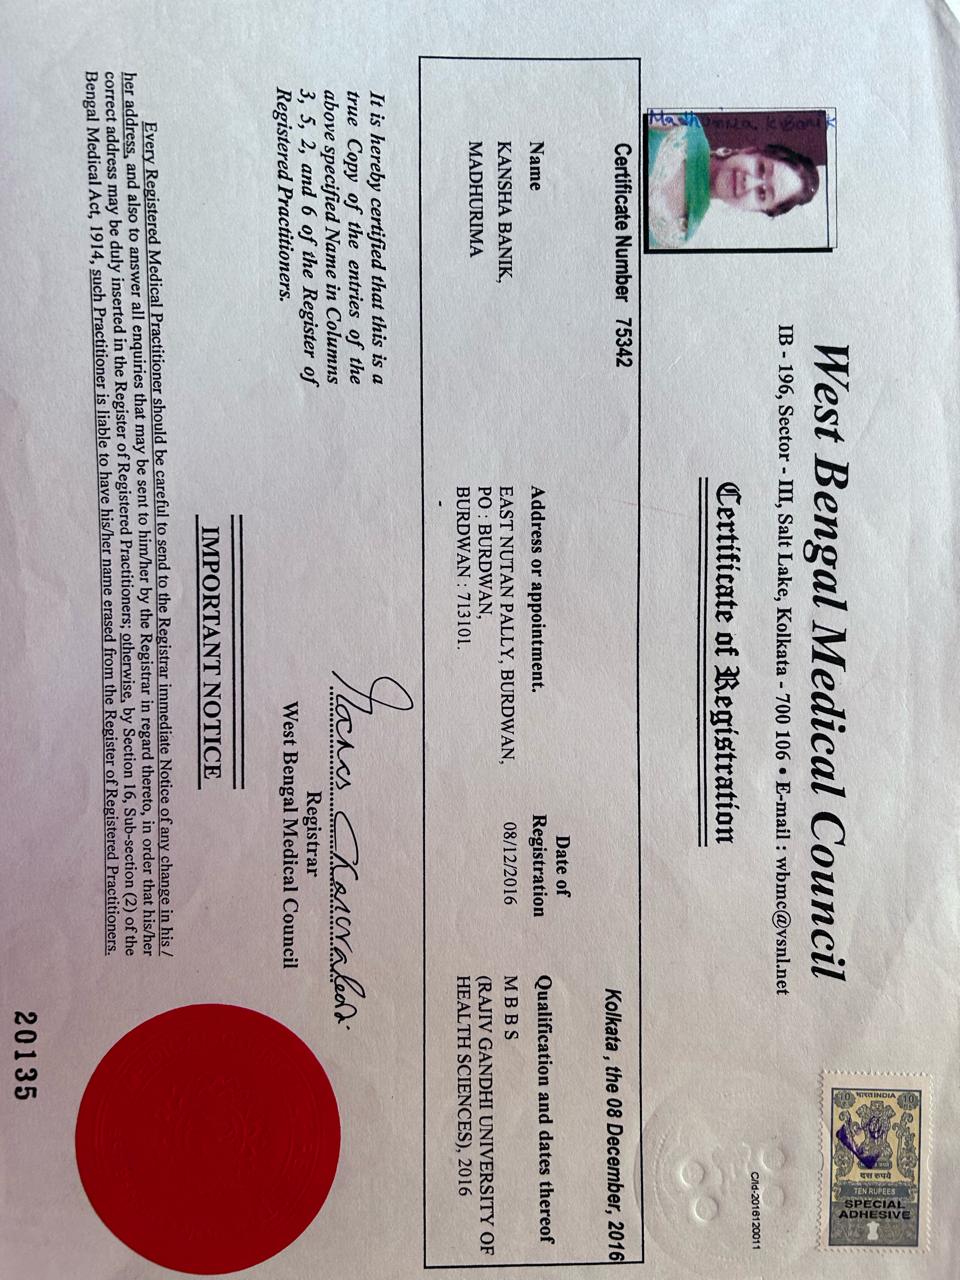 भारत INDIA
दस रुपये
TEN RUPEES
SPECIAL
ADHESIVE
West Bengal Medical Council
IB - 196, Sector - III, Salt Lake, Kolkata - 700 106 • E-mail : wbmc@vsnl.net
C/Id-2016120011
Certificate of Registration
Certificate Number 75342
Kolkata , the 08 December, 2016
Name
Address or appointment.
Date of
Registration
Qualification and dates thereof
KANSHA BANIK,
MADHURIMA
EAST NUTAN PALLY, BURDWAN,
PO : BURDWAN,
BURDWAN : 713101.
-
08/12/2016
M B B S
(RAJIV GANDHI UNIVERSITY OF
HEALTH SCIENCES), 2016
It is hereby certified that this is a
true Copy of the entries of the
above specified Name in Columns
3, 5, 2, and 6 of the Register of
Registered Practitioners.
Registrar
West Bengal Medical Council
IMPORTANT NOTICE
Every Registered Medical Practitioner should be careful to send to the Registrar immediate Notice of any change in his /
her address, and also to answer all enquiries that may be sent to him/her by the Registrar in regard thereto, in order that his/her
correct address may be duly inserted in the Register of Registered Practitioners; otherwise, by Section 16, Sub-section (2) of the
Bengal Medical Act, 1914, such Practitioner is liable to have his/her name erased from the Register of Registered Practitioners.
20135